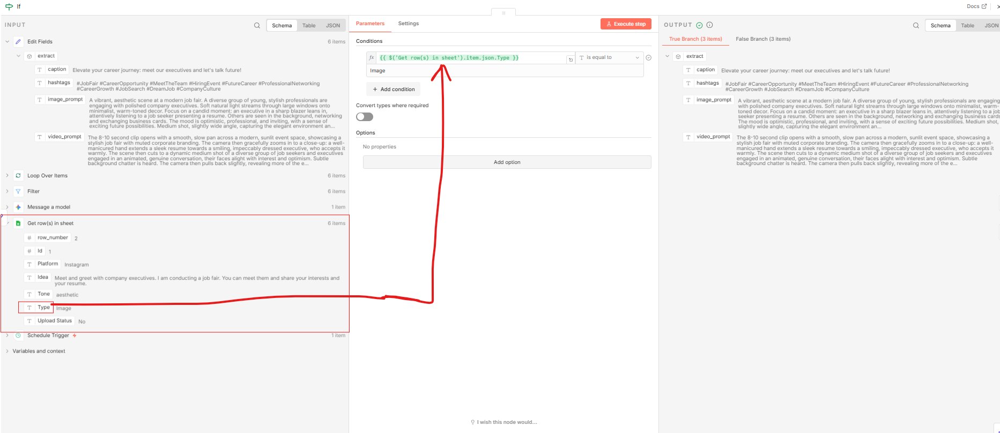 If
Docs
INPUT
Schema
Table
JSON
Edit Fields
6 items
extract
caption
Elevate your career journey: meet our executives and let's talk future!
hashtags
#JobFair #CareerOpportunity #MeetTheTeam #HiringEvent #FutureCareer #ProfessionalNetworking
#CareerGrowth #JobSearch #DreamJob #CompanyCulture
image_prompt
A vibrant, aesthetic scene at a modern job fair. A diverse group of young, stylish professionals are
engaging with polished company executives. Soft natural light streams through large windows onto
minimalist, warm-toned decor. Focus on a candid moment: an executive in a sharp blazer leans in,
attentively listening to a job seeker presenting a resume. Others are seen in the background, networking
and exchanging business cards. The mood is optimistic, professional, and inviting, with a sense of
exciting future possibilities. Medium shot, slightly wide angle, capturing the elegant environment an...
video_prompt
The 8-10 second clip opens with a smooth, slow pan across a modern, sunlit event space, showcasing a
stylish job fair with muted corporate branding. The camera then gracefully zooms in to a close-up: a well-
manicured hand extends a sleek resume towards a smiling, impeccably dressed executive, who accepts it
warmly. The scene then cuts to a dynamic medium shot of a diverse group of job seekers and executives
engaged in an animated, genuine conversation, their faces alight with interest and optimism. Subtle
background chatter is heard. The camera then pulls back slightly, revealing more of the e...
Loop Over Items
6 items
Filter
6 items
Message a model
1 item
Get row(s) in sheet
6 items
# row_number 2
# Id 1
T Platform Instagram
T Idea Meet and greet with company executives. I am conducting a job fair. You can meet them and share your interests and
your resume.
T Tone aesthetic
T Type Image
T Upload Status No
Schedule Trigger
1 item
Variables and context
Parameters
Settings
Execute step
Conditions
fx {{ $('Get row(s) in sheet').item.json.Type }}
T is equal to
Image
+ Add condition
Convert types where required
Options
No properties
Add option
I wish this node would...
OUTPUT
Schema
Table
JSON
True Branch (3 items)
False Branch (3 items)
extract
caption
Elevate your career journey: meet our executives and let's talk future!
hashtags
#JobFair #CareerOpportunity #MeetTheTeam #HiringEvent #FutureCareer #ProfessionalNetworking
#CareerGrowth #JobSearch #DreamJob #CompanyCulture
image_prompt
A vibrant, aesthetic scene at a modern job fair. A diverse group of young, stylish professionals are engaging
with polished company executives. Soft natural light streams through large windows onto minimalist, warm-
toned decor. Focus on a candid moment: an executive in a sharp blazer leans in, attentively listening to a job
seeker presenting a resume. Others are seen in the background, networking and exchanging business cards.
The mood is optimistic, professional, and inviting, with a sense of exciting future possibilities. Medium shot,
slightly wide angle, capturing the elegant environment an...
video_prompt
The 8-10 second clip opens with a smooth, slow pan across a modern, sunlit event space, showcasing a
stylish job fair with muted corporate branding. The camera then gracefully zooms in to a close-up: a well-
manicured hand extends a sleek resume towards a smiling, impeccably dressed executive, who accepts it
warmly. The scene then cuts to a dynamic medium shot of a diverse group of job seekers and executives
engaged in an animated, genuine conversation, their faces alight with interest and optimism. Subtle
background chatter is heard. The camera then pulls back slightly, revealing more of the e...